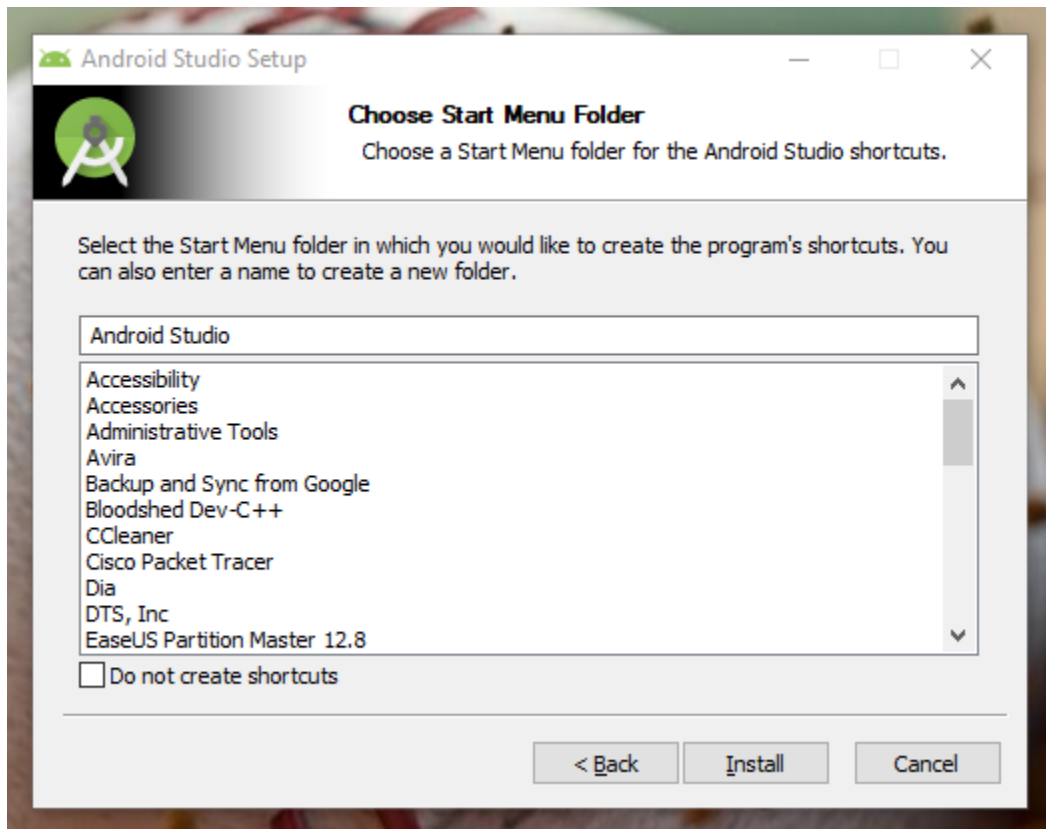 Android Studio Setup
Choose Start Menu Folder
Choose a Start Menu folder for the Android Studio shortcuts.
Select the Start Menu folder in which you would like to create the program's shortcuts. You
can also enter a name to create a new folder.
Android Studio
Accessibility
Accessories
Administrative Tools
Avira
Backup and Sync from Google
Bloodshed Dev-C++
CCleaner
Cisco Packet Tracer
Dia
DTS, Inc
EaseUS Partition Master 12.8
Do not create shortcuts
< Back Install Cancel